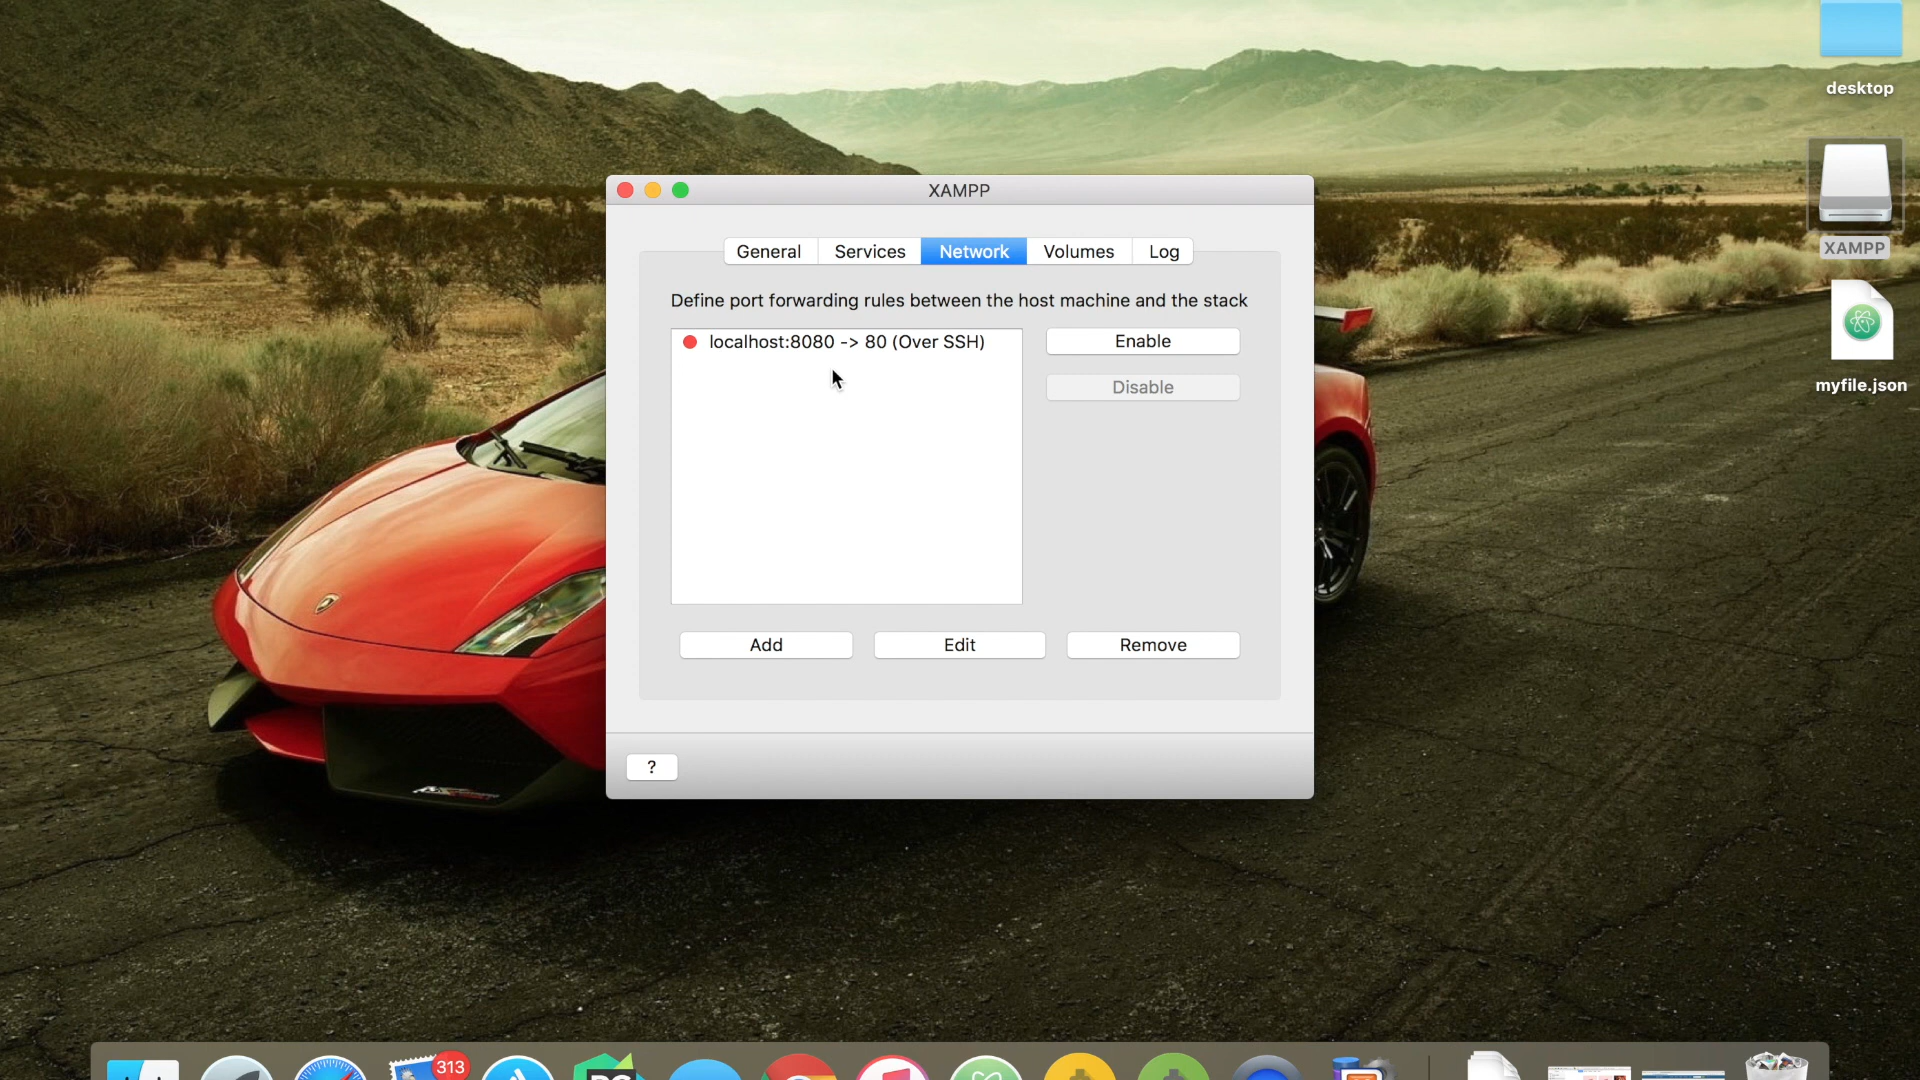 desktop
XAMPP
General Services Network Volumes Log
XAMPP
Define port forwarding rules between the host machine and the stack
localhost:8080 -> 80 (Over SSH)
Enable
Disable
myfile.json
Add Edit Remove
?
313